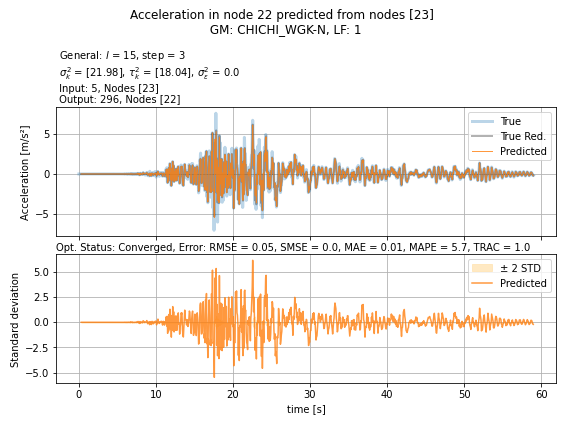 Acceleration in node 22 predicted from nodes [23]
GM: CHICHI_WGK-N, LF: 1
General: l = 15, step = 3
σ²ₖ = [21.98], τ²ₖ = [18.04], σ²ε = 0.0
Input: 5, Nodes [23]
Output: 296, Nodes [22]
True
True Red.
Predicted
Acceleration [m/s²]
5
0
−5
Opt. Status: Converged, Error: RMSE = 0.05, SMSE = 0.0, MAE = 0.01, MAPE = 5.7, TRAC = 1.0
± 2 STD
Predicted
Standard deviation
5.0
2.5
0.0
−2.5
−5.0
0 10 20 30 40 50 60
time [s]